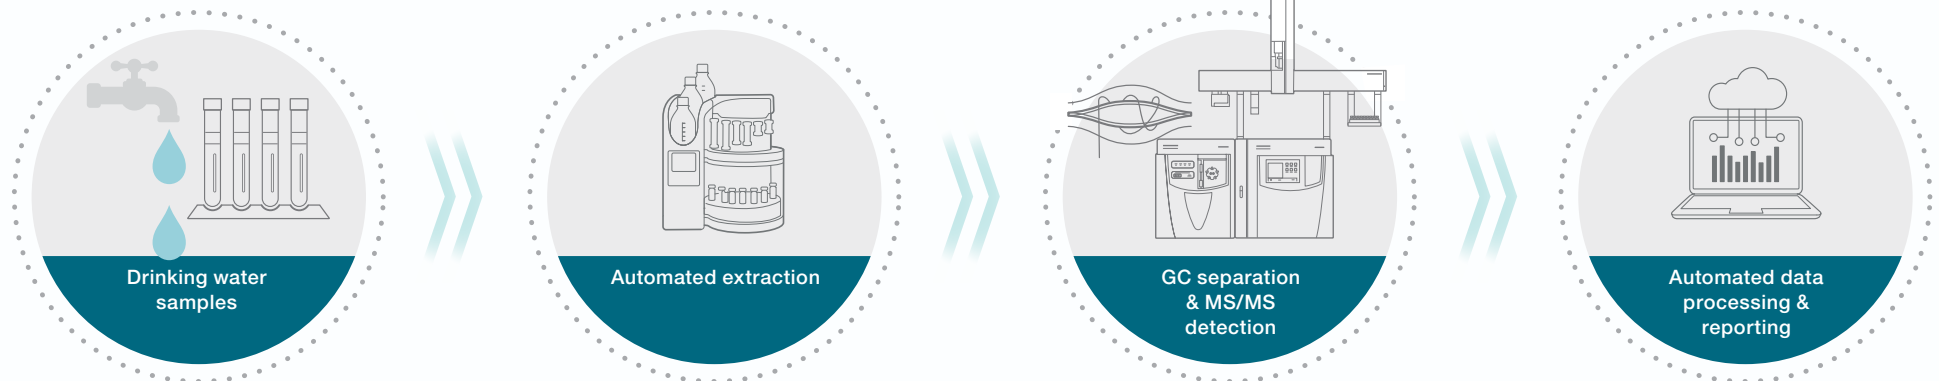 Drinking water
samples
Automated extraction
GC separation
& MS/MS
detection
Automated data
processing &
reporting